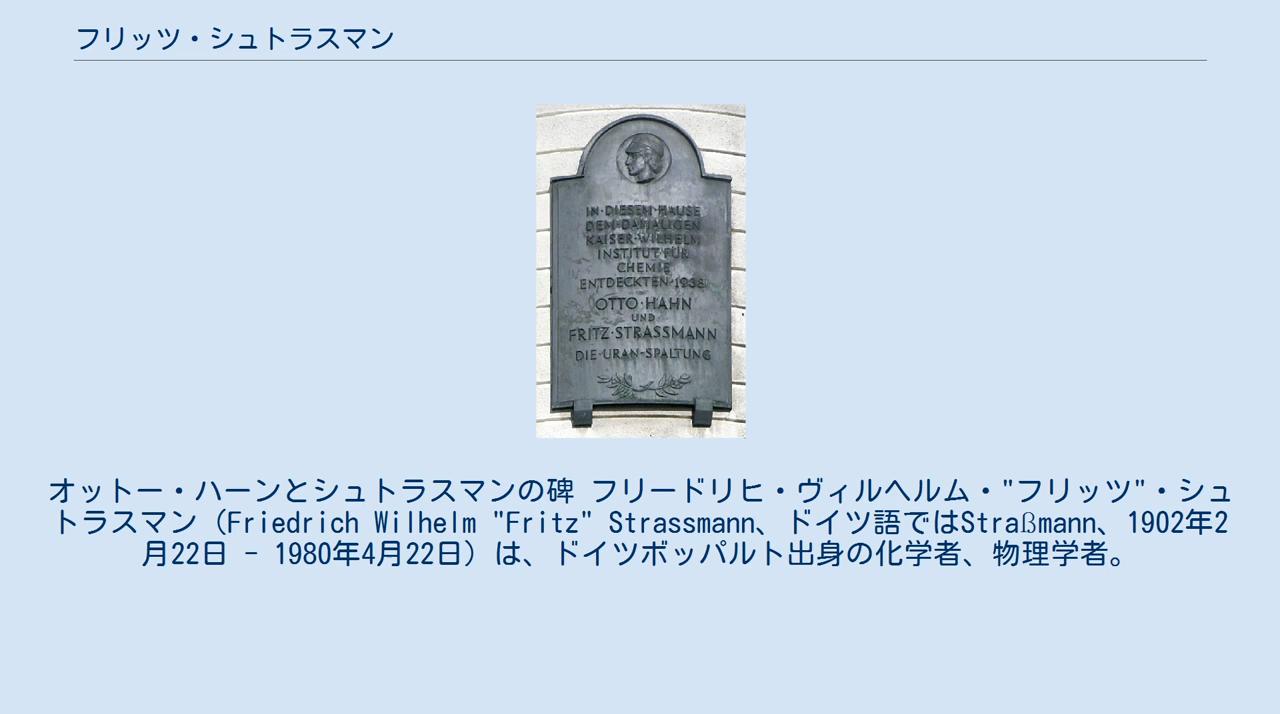 フリッツ・シュトラスマン
IN·DIESEM·HAUSE
DEM·DAMALIGEN
KAISER·WILHELM
INSTITUT·FÜR
CHEMIE
ENTDECKTEN·1938
OTTO·HAHN
UND
FRITZ·STRASSMANN
DIE·URAN-SPALTUNG
オットー・ハーンとシュトラスマンの碑 フリードリヒ・ヴィルヘルム・"フリッツ"・シュ
トラスマン（Friedrich Wilhelm "Fritz" Strassmann、ドイツ語ではStraßmann、1902年2
月22日 - 1980年4月22日）は、ドイツボッパルト出身の化学者、物理学者。